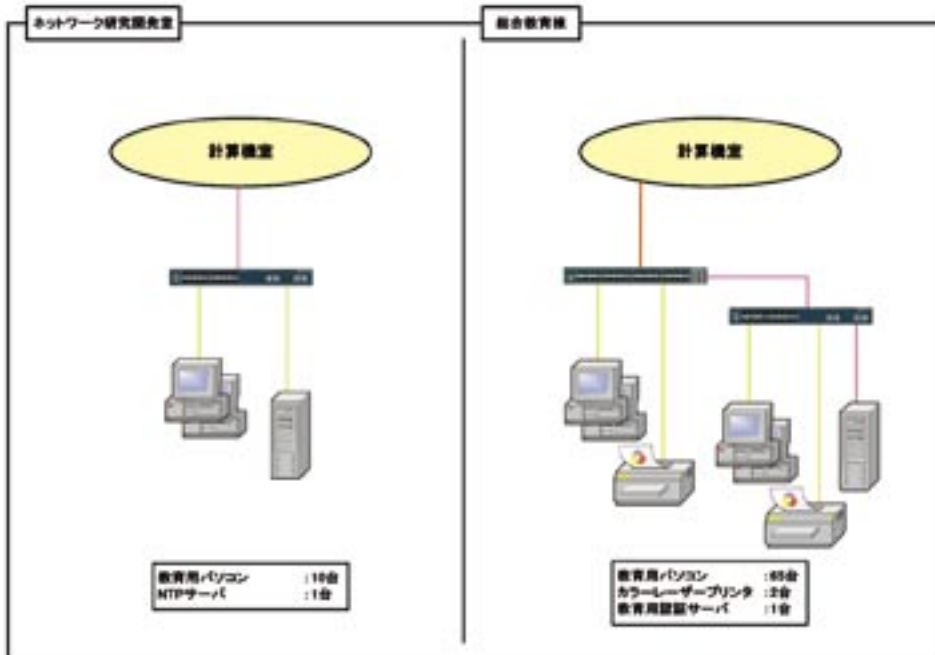 ネットワーク研究開発室
総合教育棟
計算機室
計算機室
教育用パソコン :10台
NTPサーバ :1台
教育用パソコン :65台
カラーレーザープリンタ :2台
教育用認証サーバ :1台